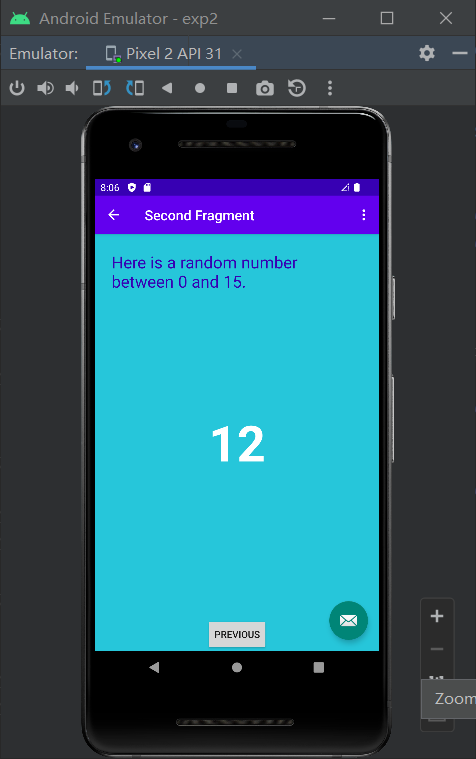 Android Emulator - exp2
Emulator:
Pixel 2 API 31
8:06
Second Fragment
Here is a random number
between 0 and 15.
12
PREVIOUS
Zoom